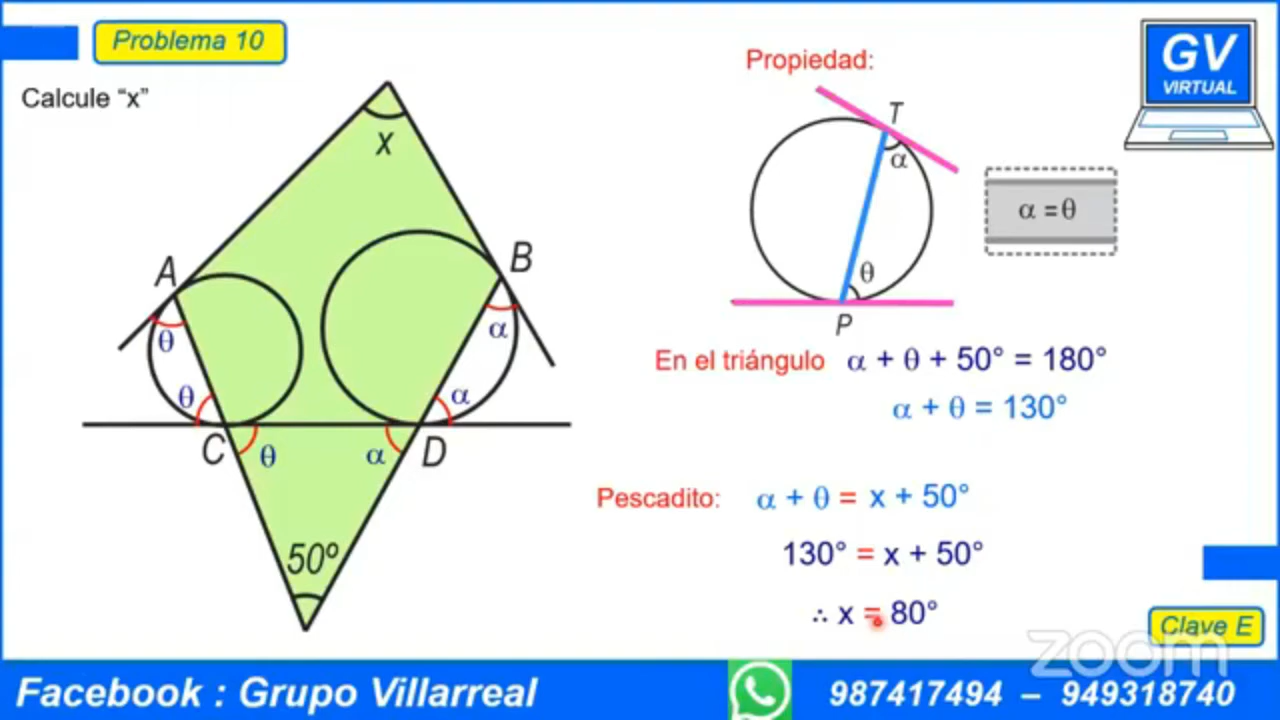 Problema 10
Calcule “x”
x
A
B
θ
α
θ
α
C
θ
α
D
50º
Propiedad:
T
α
θ
P
α = θ
GV
VIRTUAL
En el triángulo α + θ + 50° = 180°
α + θ = 130°
Pescadito: α + θ = x + 50°
130° = x + 50°
∴ x = 80°
Clave E
zoom
Facebook : Grupo Villarreal
987417494 – 949318740